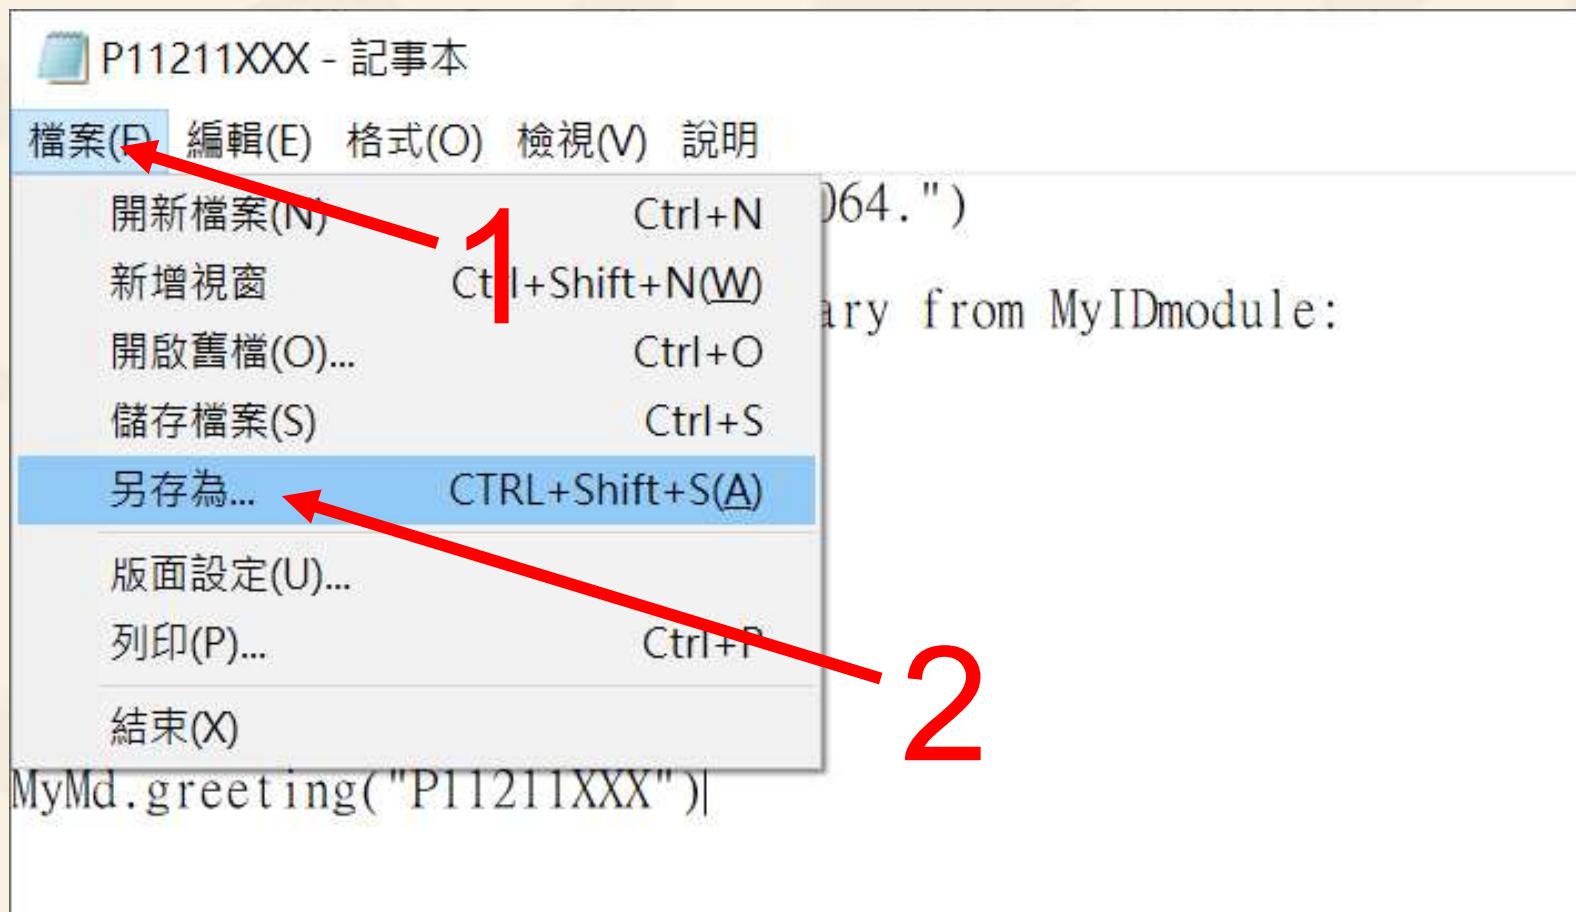 P11211XXX - 記事本
檔案(F) 編輯(E) 格式(O) 檢視(V) 說明
開新檔案(N) Ctrl+N
064.")
1
新增視窗 Ctrl+Shift+N(W)
ary from MyIDmodule:
開啟舊檔(O)... Ctrl+O
儲存檔案(S) Ctrl+S
另存為... CTRL+Shift+S(A)
版面設定(U)...
列印(P)... Ctrl+P
2
結束(X)
MyMd.greeting("P11211XXX")